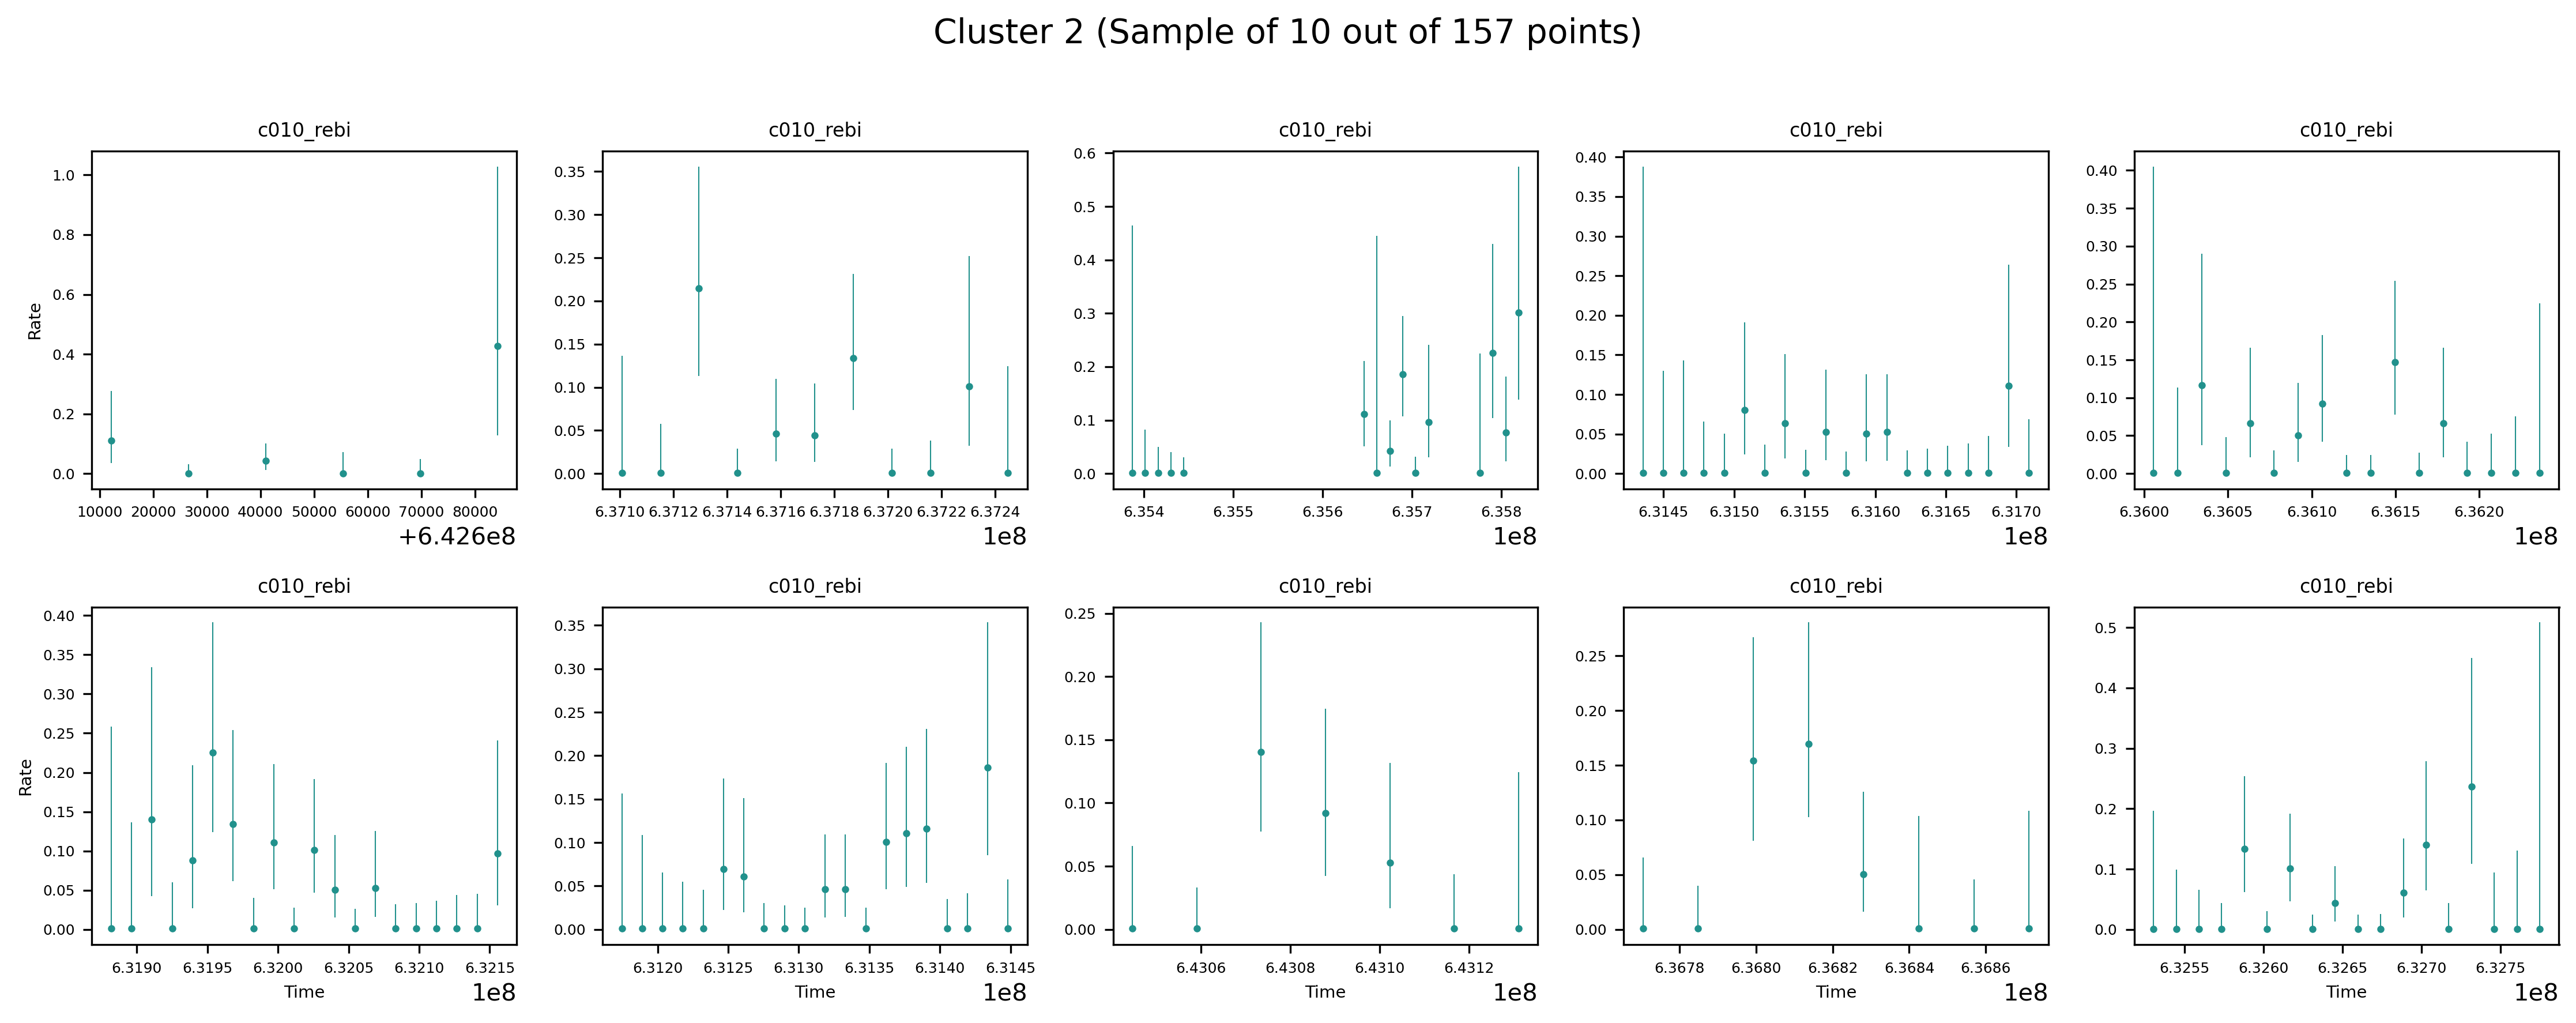 Cluster 2 (Sample of 10 out of 157 points)
c010_rebi c010_rebi c010_rebi c010_rebi c010_rebi
Rate
1.0
0.8
0.6
0.4
0.2
0.0
10000 20000 30000 40000 50000 60000 70000 80000
+6.426e8
0.35
0.30
0.25
0.20
0.15
0.10
0.05
0.00
6.3710 6.3712 6.3714 6.3716 6.3718 6.3720 6.3722 6.3724
1e8
0.6
0.5
0.4
0.3
0.2
0.1
0.0
6.354 6.355 6.356 6.357 6.358
1e8
0.40
0.35
0.30
0.25
0.20
0.15
0.10
0.05
0.00
6.3145 6.3150 6.3155 6.3160 6.3165 6.3170
1e8
0.40
0.35
0.30
0.25
0.20
0.15
0.10
0.05
0.00
6.3600 6.3605 6.3610 6.3615 6.3620
1e8
c010_rebi c010_rebi c010_rebi c010_rebi c010_rebi
Rate
0.40
0.35
0.30
0.25
0.20
0.15
0.10
0.05
0.00
6.3190 6.3195 6.3200 6.3205 6.3210 6.3215
Time
1e8
0.35
0.30
0.25
0.20
0.15
0.10
0.05
0.00
6.3120 6.3125 6.3130 6.3135 6.3140 6.3145
Time
1e8
0.25
0.20
0.15
0.10
0.05
0.00
6.4306 6.4308 6.4310 6.4312
Time
1e8
0.25
0.20
0.15
0.10
0.05
0.00
6.3678 6.3680 6.3682 6.3684 6.3686
Time
1e8
0.5
0.4
0.3
0.2
0.1
0.0
6.3255 6.3260 6.3265 6.3270 6.3275
Time
1e8